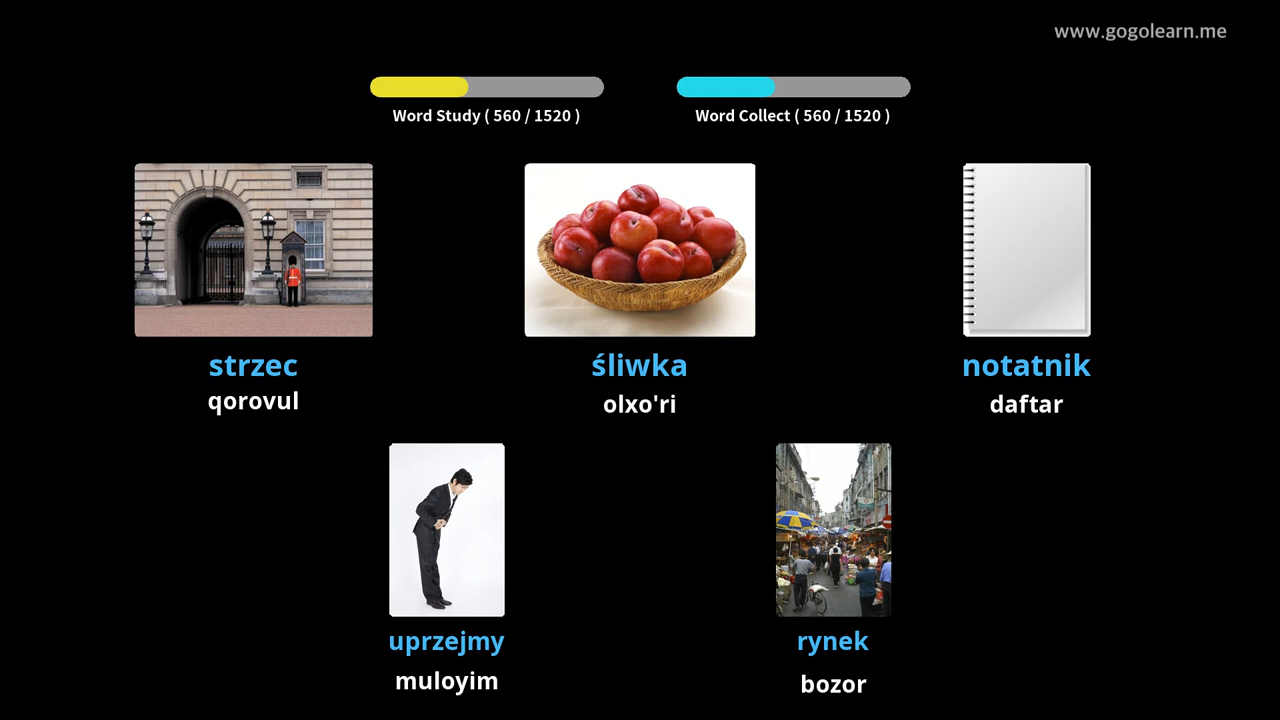 www.gogolearn.me
Word Study ( 560 / 1520 )
Word Collect ( 560 / 1520 )
strzec
qorovul
śliwka
olxo'ri
notatnik
daftar
uprzejmy
muloyim
rynek
bozor